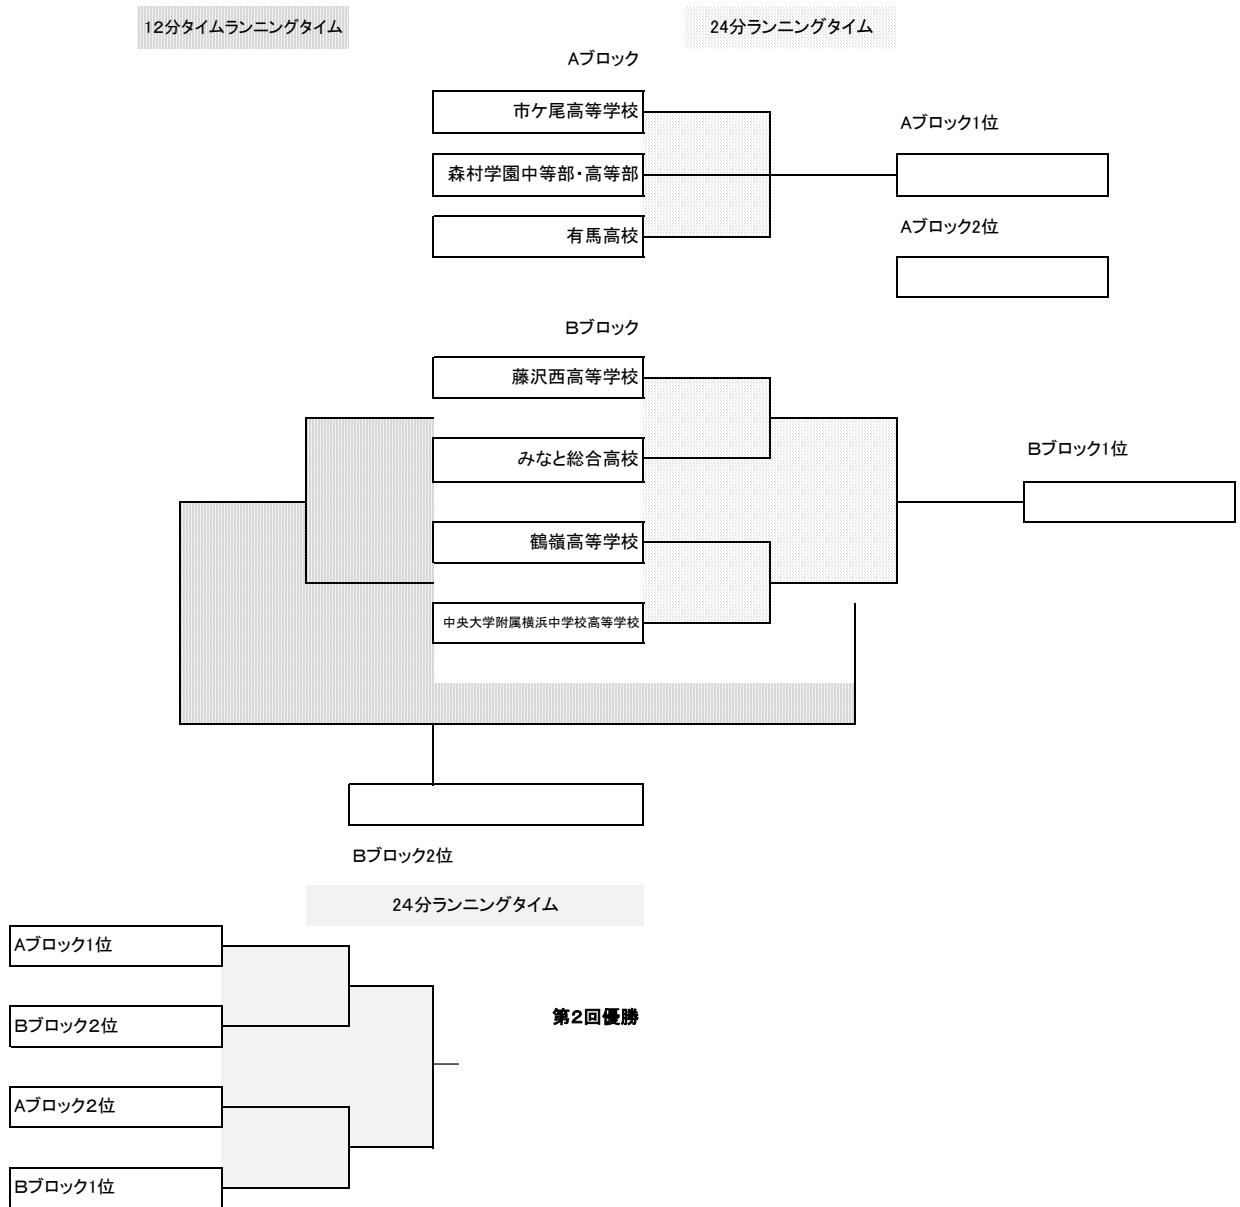 12分タイムランニングタイム
24分ランニングタイム
Aブロック
市ケ尾高等学校
Aブロック1位
森村学園中等部・高等部
有馬高校
Aブロック2位
Bブロック
藤沢西高等学校
みなと総合高校
Bブロック1位
鶴嶺高等学校
中央大学附属横浜中学校高等学校
Bブロック2位
24分ランニングタイム
Aブロック1位
Bブロック２位
第2回優勝
Aブロック２位
Bブロック1位